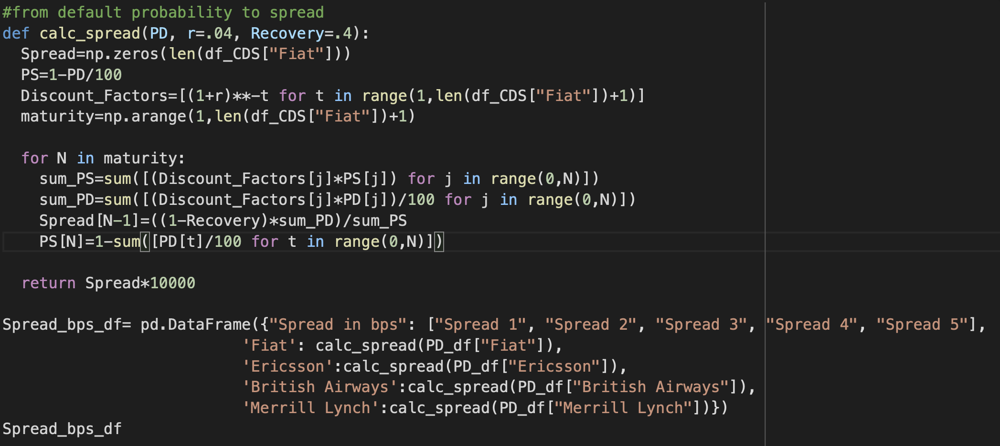 #from default probability to spread
def calc_spread(PD, r=.04, Recovery=.4):
  Spread=np.zeros(len(df_CDS["Fiat"]))
  PS=1-PD/100
  Discount_Factors=[(1+r)**-t for t in range(1,len(df_CDS["Fiat"])+1)]
  maturity=np.arange(1,len(df_CDS["Fiat"])+1)

  for N in maturity:
    sum_PS=sum([(Discount_Factors[j]*PS[j]) for j in range(0,N)])
    sum_PD=sum([(Discount_Factors[j]*PD[j])/100 for j in range(0,N)])
    Spread[N-1]=((1-Recovery)*sum_PD)/sum_PS
    PS[N]=1-sum([PD[t]/100 for t in range(0,N)])

  return Spread*10000

Spread_bps_df= pd.DataFrame({"Spread in bps": ["Spread 1", "Spread 2", "Spread 3", "Spread 4", "Spread 5"],
                          'Fiat': calc_spread(PD_df["Fiat"]),
                          'Ericsson':calc_spread(PD_df["Ericsson"]),
                          'British Airways':calc_spread(PD_df["British Airways"]),
                          'Merrill Lynch':calc_spread(PD_df["Merrill Lynch"])})
Spread_bps_df